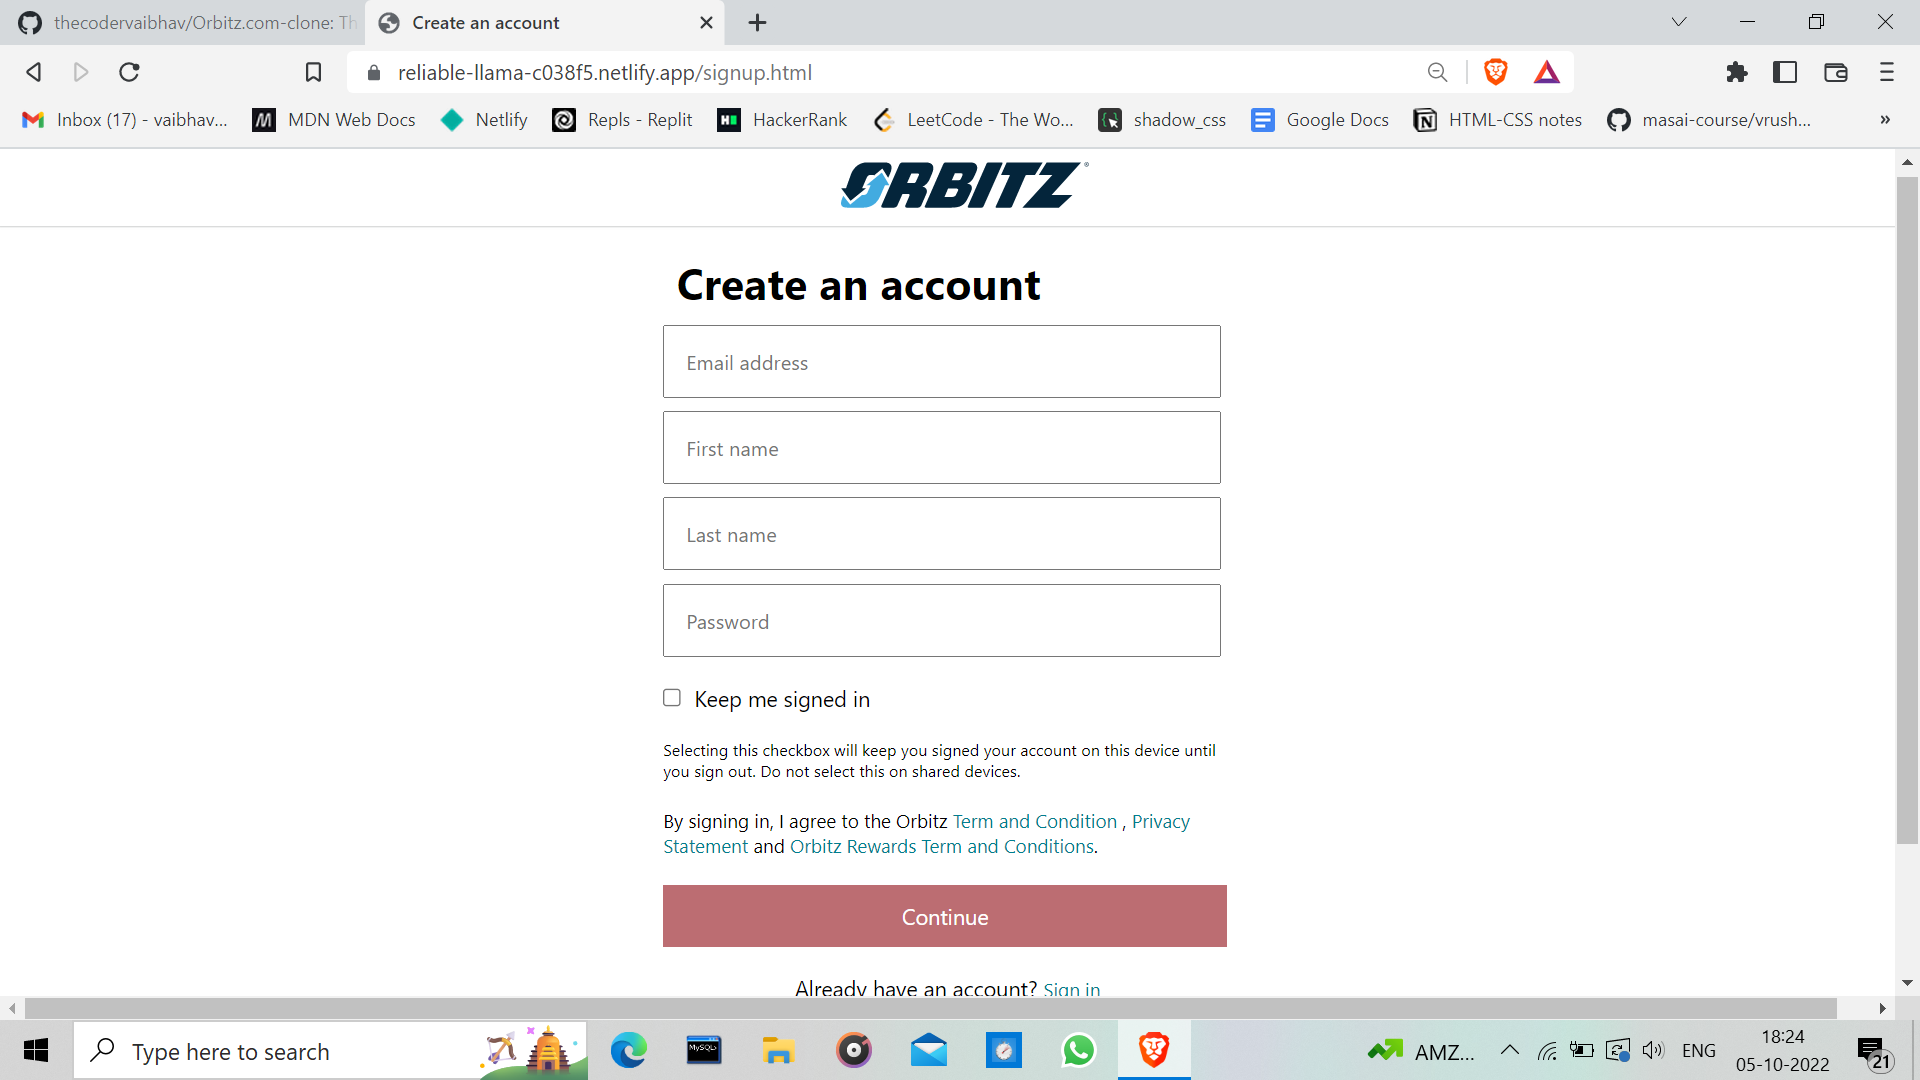 thecodervaibhav/Orbitz.com-clone: Th
Create an account
reliable-llama-c038f5.netlify.app/signup.html
Inbox (17) - vaibhav...
MDN Web Docs
Netlify
Repls - Replit
HackerRank
LeetCode - The Wo...
shadow_css
Google Docs
HTML-CSS notes
masai-course/vrush...
»
ORBITZ
Create an account
Email address
First name
Last name
Password
Keep me signed in
Selecting this checkbox will keep you signed your account on this device until
you sign out. Do not select this on shared devices.
By signing in, I agree to the Orbitz Term and Condition , Privacy
Statement and Orbitz Rewards Term and Conditions.
Continue
Already have an account? Sign in
Type here to search
MySQL
AMZ...
ENG
18:24
05-10-2022
21